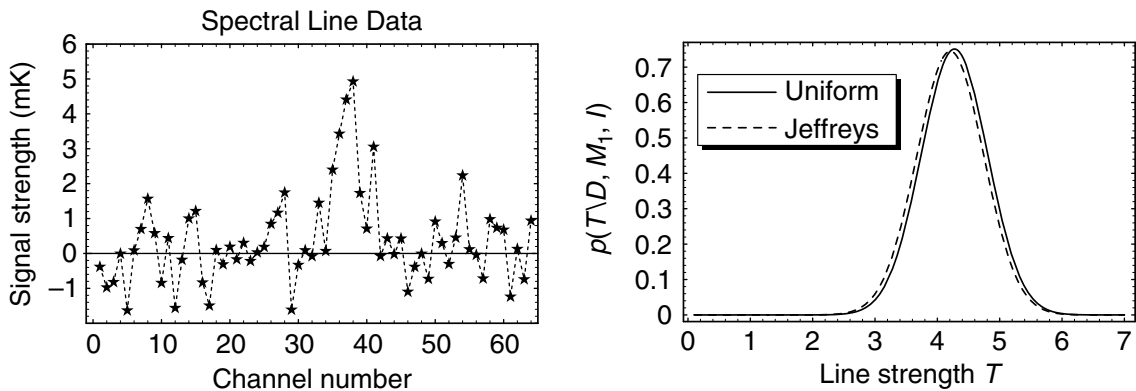 Spectral Line Data
Signal strength (mK)
6
5
4
3
2
1
0
–1
0 10 20 30 40 50 60
Channel number
p(T\D, M1, I)
0.7
0.6
0.5
0.4
0.3
0.2
0.1
0
Uniform
Jeffreys
0 1 2 3 4 5 6 7
Line strength T